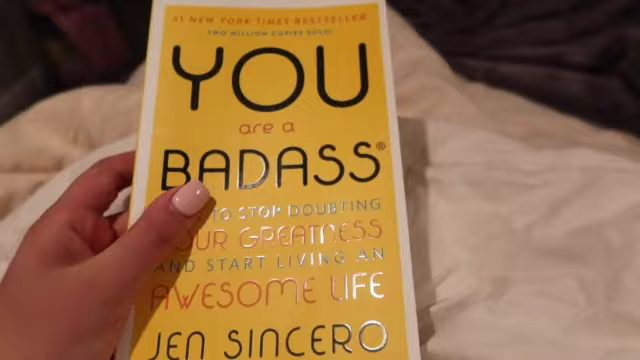 #1 NEW YORK TIMES BESTSELLER
TWO MILLION COPIES SOLD!
YOU
are a
BADASS®
TO STOP DOUBTING
YOUR GREATNESS
AND START LIVING AN
AWESOME LIFE
JEN SINCERO